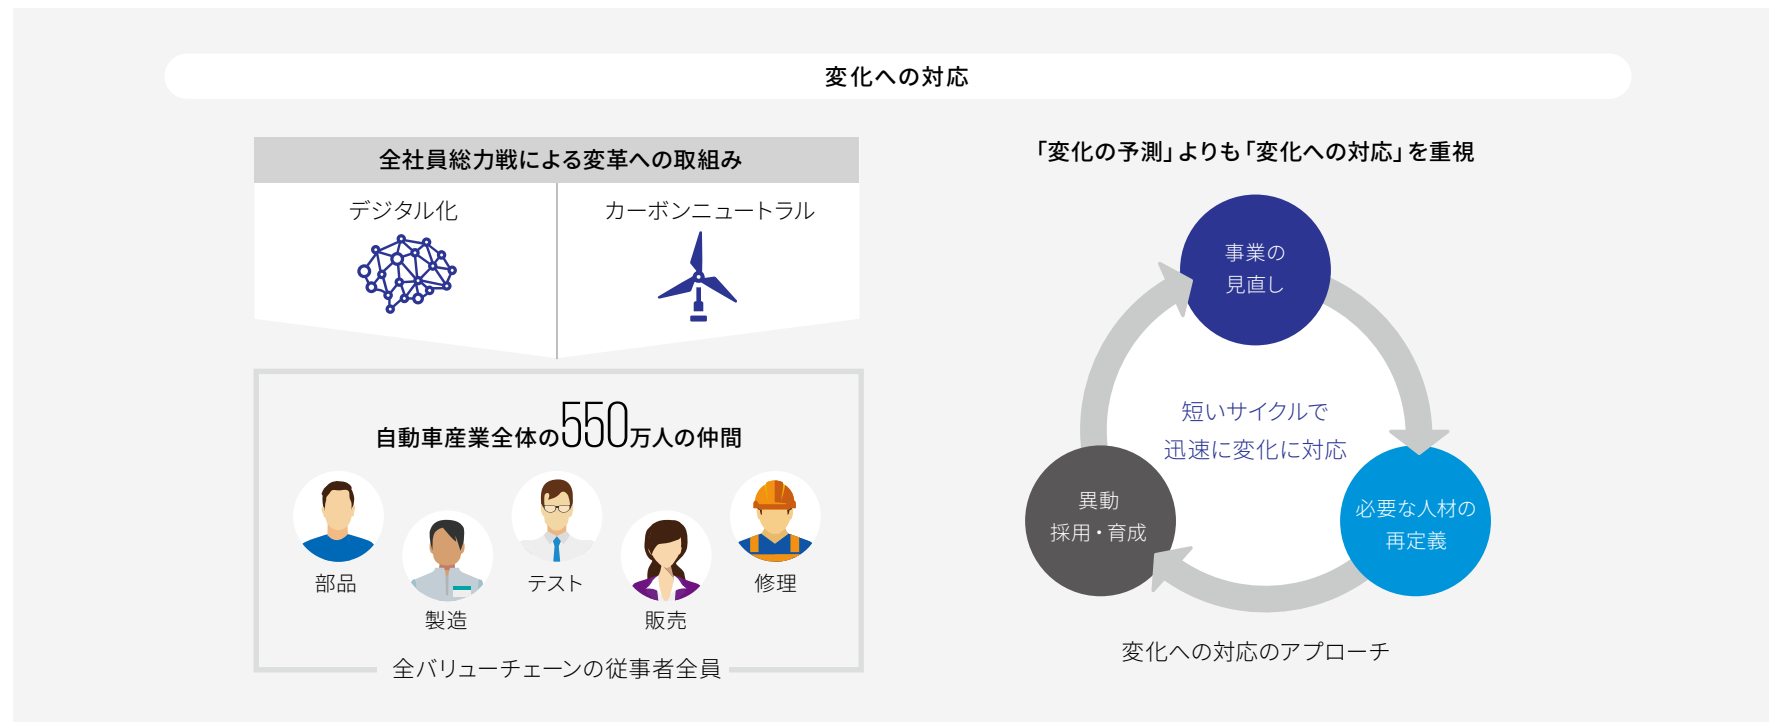 変化への対応
全社員総力戦による変革への取組み
デジタル化
カーボンニュートラル
自動車産業全体の550万人の仲間
部品
製造
テスト
販売
修理
全バリューチェーンの従事者全員
「変化の予測」よりも「変化への対応」を重視
事業の
見直し
短いサイクルで
迅速に変化に対応
必要な人材の
再定義
異動
採用・育成
変化への対応のアプローチ